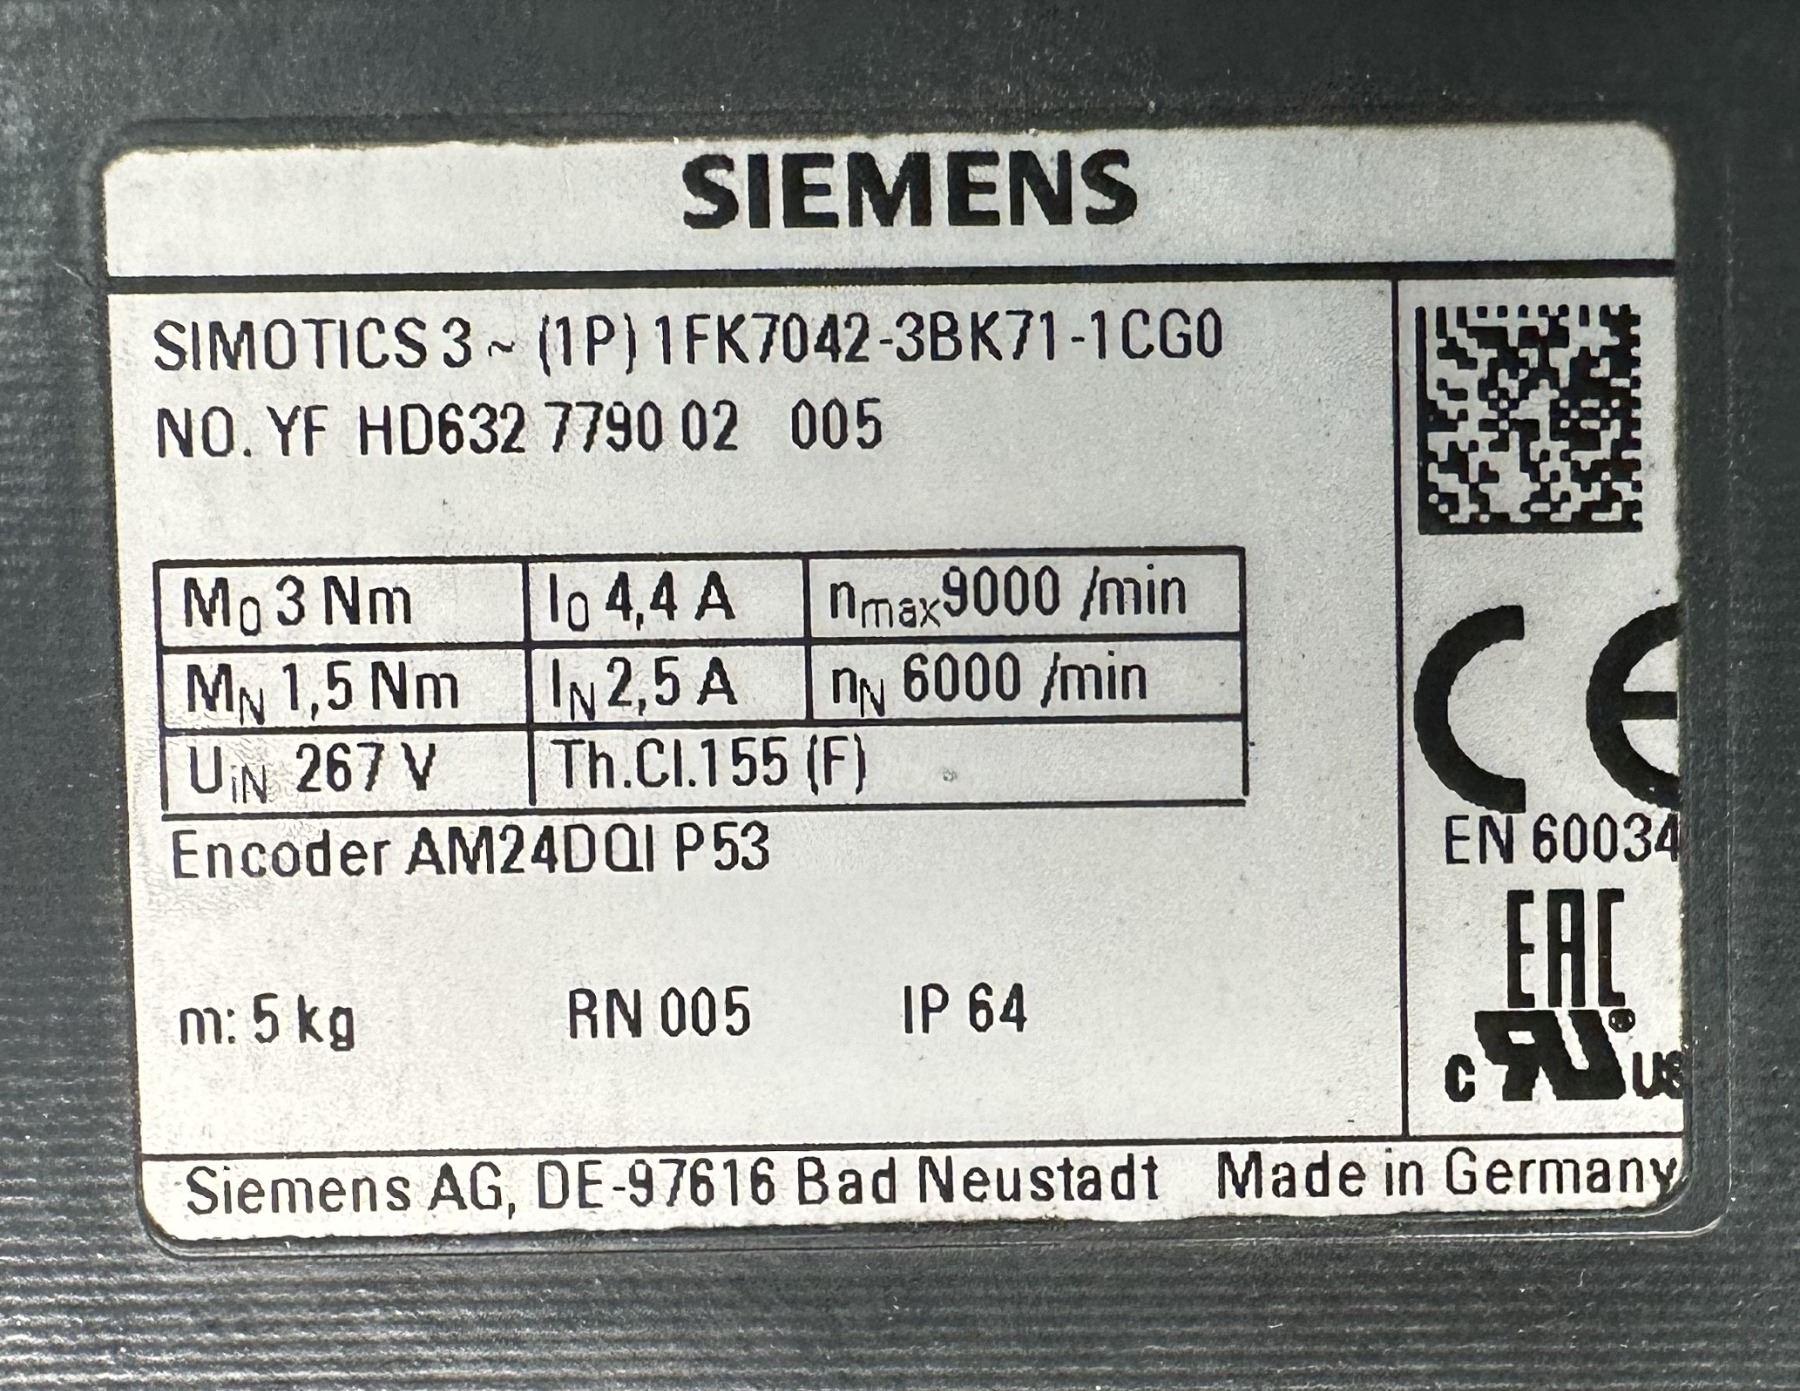 SIEMENS
SIMOTICS 3 ~ (1P) 1FK7042-3BK71-1CG0
NO. YF HD632 7790 02 005
M0 3 Nm I0 4,4 A nmax 9000 /min
MN 1,5 Nm IN 2,5 A nN 6000 /min
UiN 267 V Th.Cl.155 (F)
Encoder AM24DQI P53
m: 5 kg RN 005 IP 64
CE
EN 60034
EAC
c RU ® US
Siemens AG, DE-97616 Bad Neustadt Made in Germany